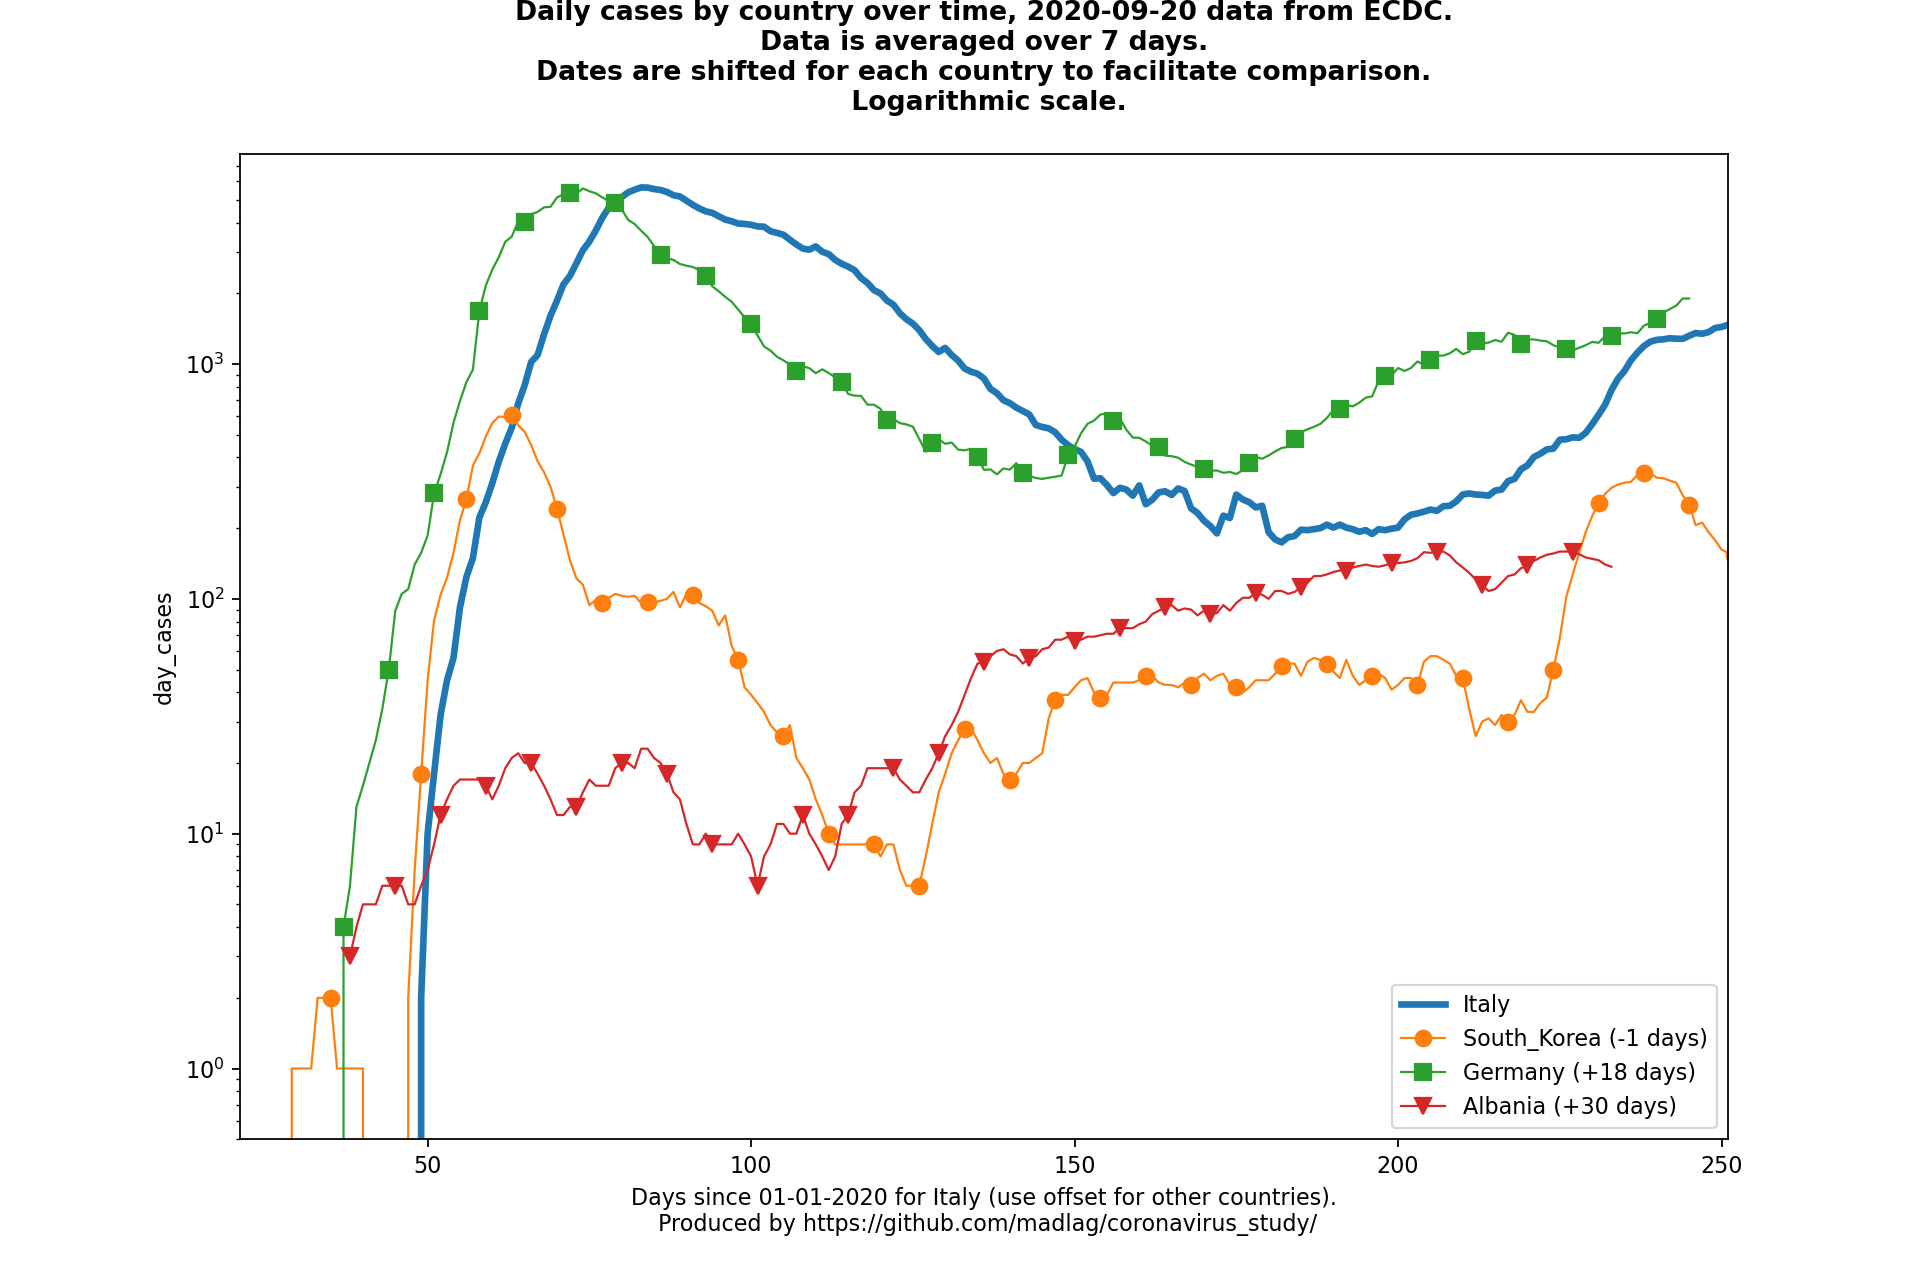 Daily cases by country over time, 2020-09-20 data from ECDC.
Data is averaged over 7 days.
Dates are shifted for each country to facilitate comparison.
Logarithmic scale.
day_cases
10³
10²
10¹
10⁰
Italy
South_Korea (-1 days)
Germany (+18 days)
Albania (+30 days)
50 100 150 200 250
Days since 01-01-2020 for Italy (use offset for other countries).
Produced by https://github.com/madlag/coronavirus_study/